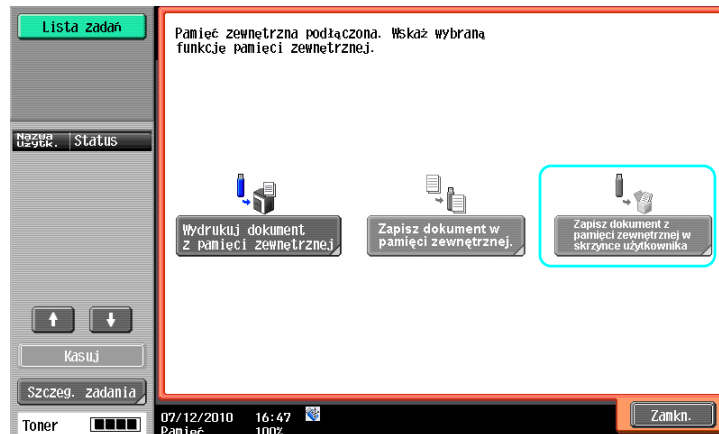 Lista zadań
Pamięć zewnętrzna podłączona. Wskaż wybraną
funkcję pamięci zewnętrznej.
Nazwa
Użytk.
Status
Wydrukuj dokument
z pamięci zewnętrznej
Zapisz dokument w
pamięci zewnętrznej.
Zapisz dokument z
pamięci zewnętrznej w
skrzynce użytkownika
Kasuj
Szczeg. zadania
Toner
07/12/2010 16:47
Pamięć 100%
Zamkn.